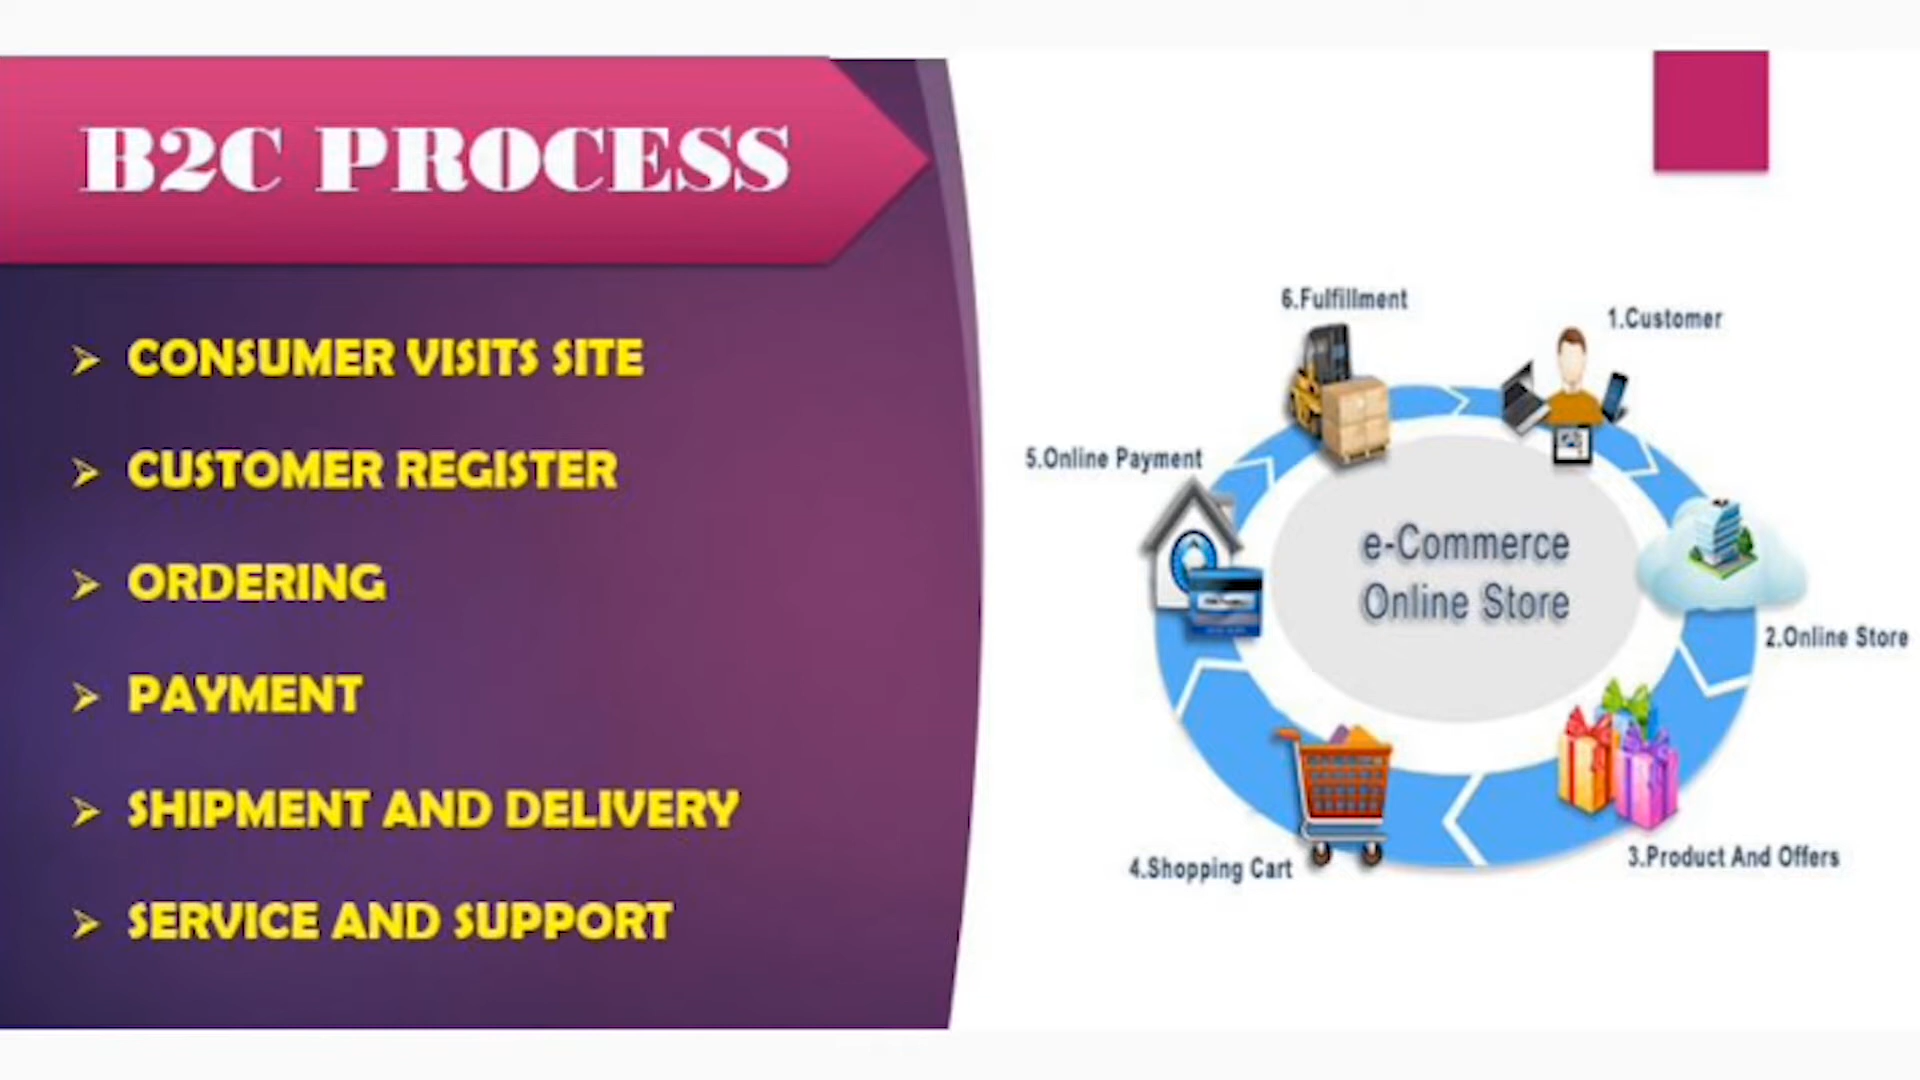 B2C PROCESS
CONSUMER VISITS SITE
CUSTOMER REGISTER
ORDERING
PAYMENT
SHIPMENT AND DELIVERY
SERVICE AND SUPPORT
6.Fulfillment
1.Customer
5.Online Payment
e-Commerce
Online Store
2.Online Store
3.Product And Offers
4.Shopping Cart